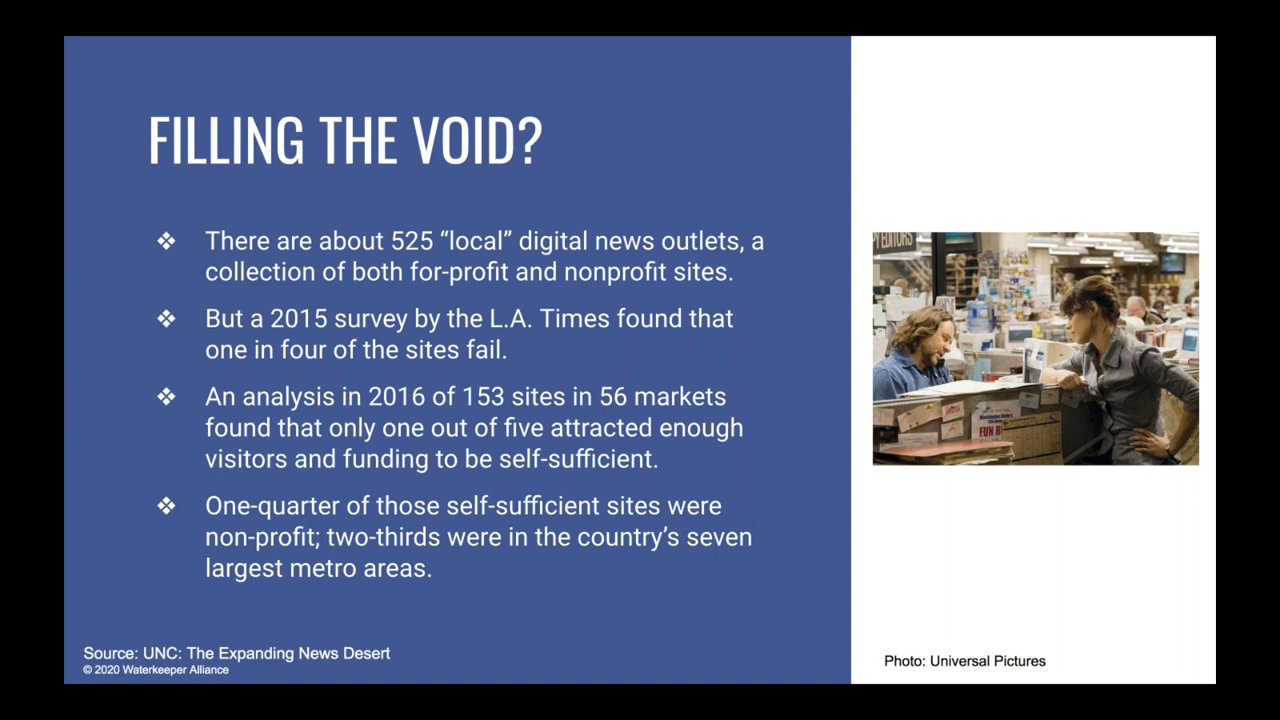 FILLING THE VOID?
❖ There are about 525 “local” digital news outlets, a
collection of both for-profit and nonprofit sites.
❖ But a 2015 survey by the L.A. Times found that
one in four of the sites fail.
❖ An analysis in 2016 of 153 sites in 56 markets
found that only one out of five attracted enough
visitors and funding to be self-sufficient.
❖ One-quarter of those self-sufficient sites were
non-profit; two-thirds were in the country’s seven
largest metro areas.
Source: UNC: The Expanding News Desert
© 2020 Waterkeeper Alliance
EDITORS
FUN
Photo: Universal Pictures